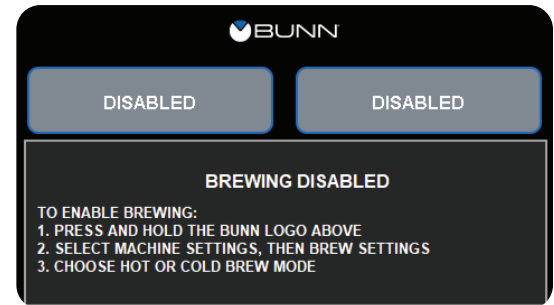 BUNN
DISABLED DISABLED
BREWING DISABLED
TO ENABLE BREWING:
1. PRESS AND HOLD THE BUNN LOGO ABOVE
2. SELECT MACHINE SETTINGS, THEN BREW SETTINGS
3. CHOOSE HOT OR COLD BREW MODE